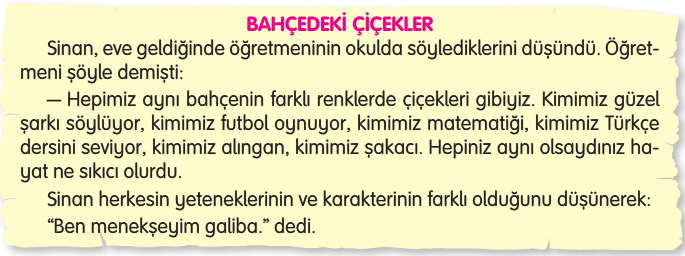 BAHÇEDEKİ ÇİÇEKLER
Sinan, eve geldiğinde öğretmeninin okulda söylediklerini düşündü. Öğret-
meni şöyle demişti:
— Hepimiz aynı bahçenin farklı renklerde çiçekleri gibiyiz. Kimimiz güzel
şarkı söylüyor, kimimiz futbol oynuyor, kimimiz matematiği, kimimiz Türkçe
dersini seviyor, kimimiz alıngan, kimimiz şakacı. Hepiniz aynı olsaydınız ha-
yat ne sıkıcı olurdu.
Sinan herkesin yeteneklerinin ve karakterinin farklı olduğunu düşünerek:
“Ben menekşeyim galiba.” dedi.